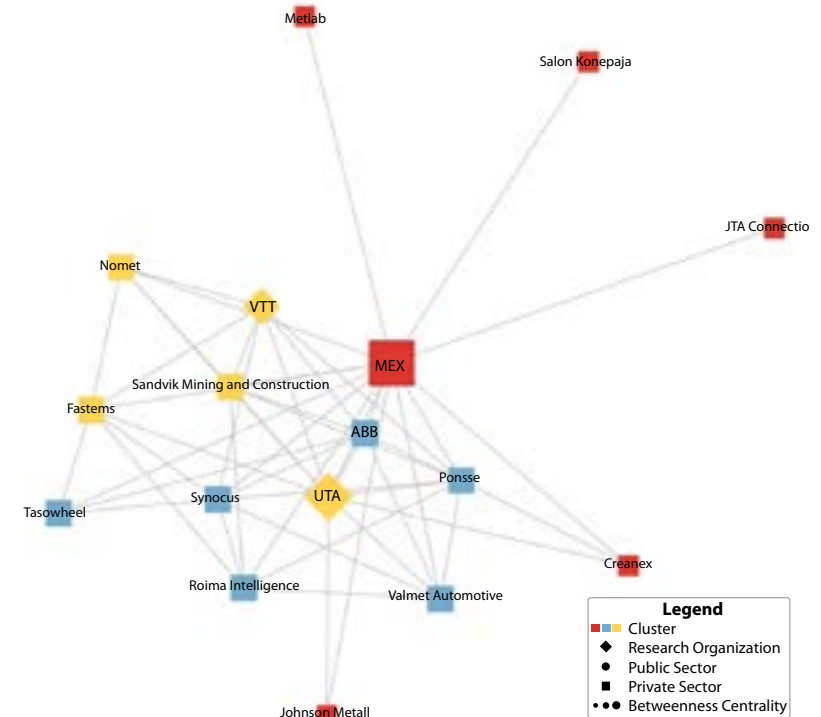 Metlab
Salon Konepaja
JTA Connectio
Nomet
VTT
MEX
Sandvik Mining and Construction
Fastems
ABB
Ponsse
UTA
Synocus
Tasowheel
Creanex
Roima Intelligence
Valmet Automotive
Legend
Cluster
Research Organization
Public Sector
Private Sector
Betweenness Centrality
Johnson Metall